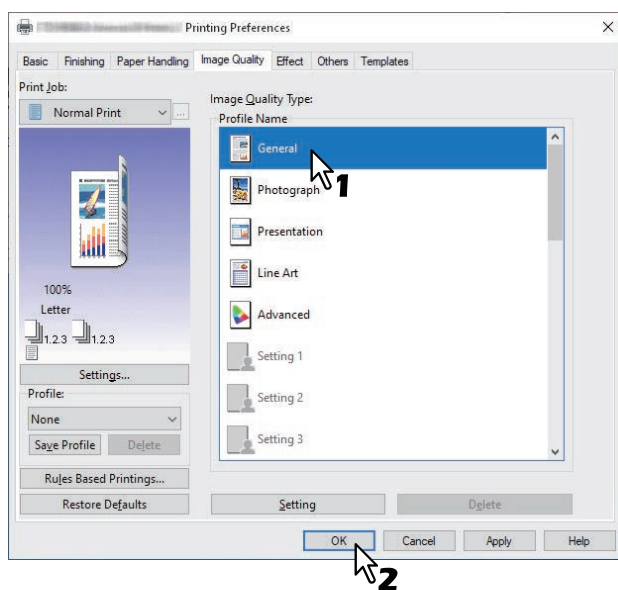 Printing Preferences
Basic Finishing Paper Handling Image Quality Effect Others Templates
Print Job:
Normal Print ...
100%
Letter
1.2.3 1.2.3
Settings...
Profile:
None
Save Profile Delete
Rules Based Printings...
Restore Defaults
Image Quality Type:
Profile Name
General
1
Photograph
Presentation
Line Art
Advanced
Setting 1
Setting 2
Setting 3
Setting Delete
OK Cancel Apply Help
2